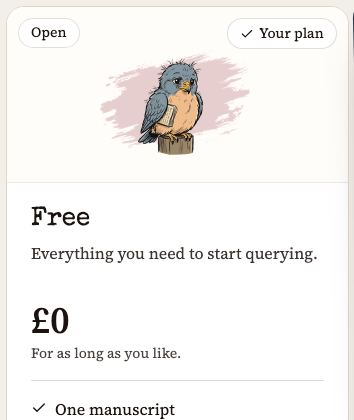 Open
✓ Your plan
Free
Everything you need to start querying.
£0
For as long as you like.
✓ One manuscript